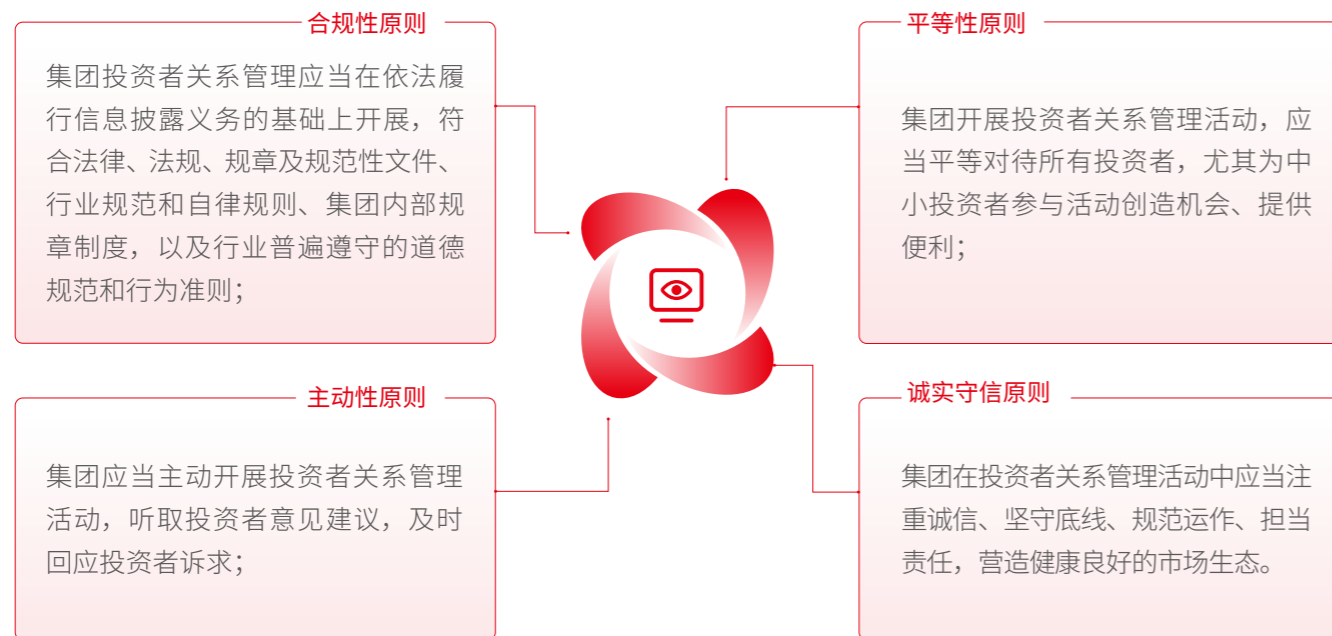 合规性原则
集团投资者关系管理应当在依法履
行信息披露义务的基础上开展，符
合法律、法规、规章及规范性文件、
行业规范和自律规则、集团内部规
章制度，以及行业普遍遵守的道德
规范和行为准则；
平等性原则
集团开展投资者关系管理活动，应
当平等对待所有投资者，尤其为中
小投资者参与活动创造机会、提供
便利；
主动性原则
集团应当主动开展投资者关系管理
活动，听取投资者意见建议，及时
回应投资者诉求；
诚实守信原则
集团在投资者关系管理活动中应当注
重诚信、坚守底线、规范运作、担当
责任，营造健康良好的市场生态。